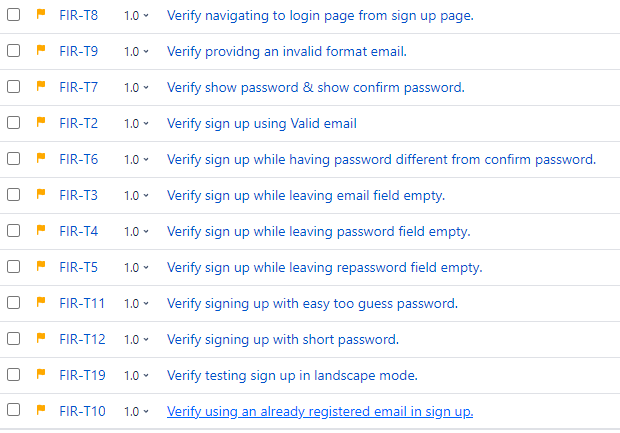 FIR-T8 1.0 Verify navigating to login page from sign up page.
FIR-T9 1.0 Verify providng an invalid format email.
FIR-T7 1.0 Verify show password & show confirm password.
FIR-T2 1.0 Verify sign up using Valid email
FIR-T6 1.0 Verify sign up while having password different from confirm password.
FIR-T3 1.0 Verify sign up while leaving email field empty.
FIR-T4 1.0 Verify sign up while leaving password field empty.
FIR-T5 1.0 Verify sign up while leaving repassword field empty.
FIR-T11 1.0 Verify signing up with easy too guess password.
FIR-T12 1.0 Verify signing up with short password.
FIR-T19 1.0 Verify testing sign up in landscape mode.
FIR-T10 1.0 Verify using an already registered email in sign up.